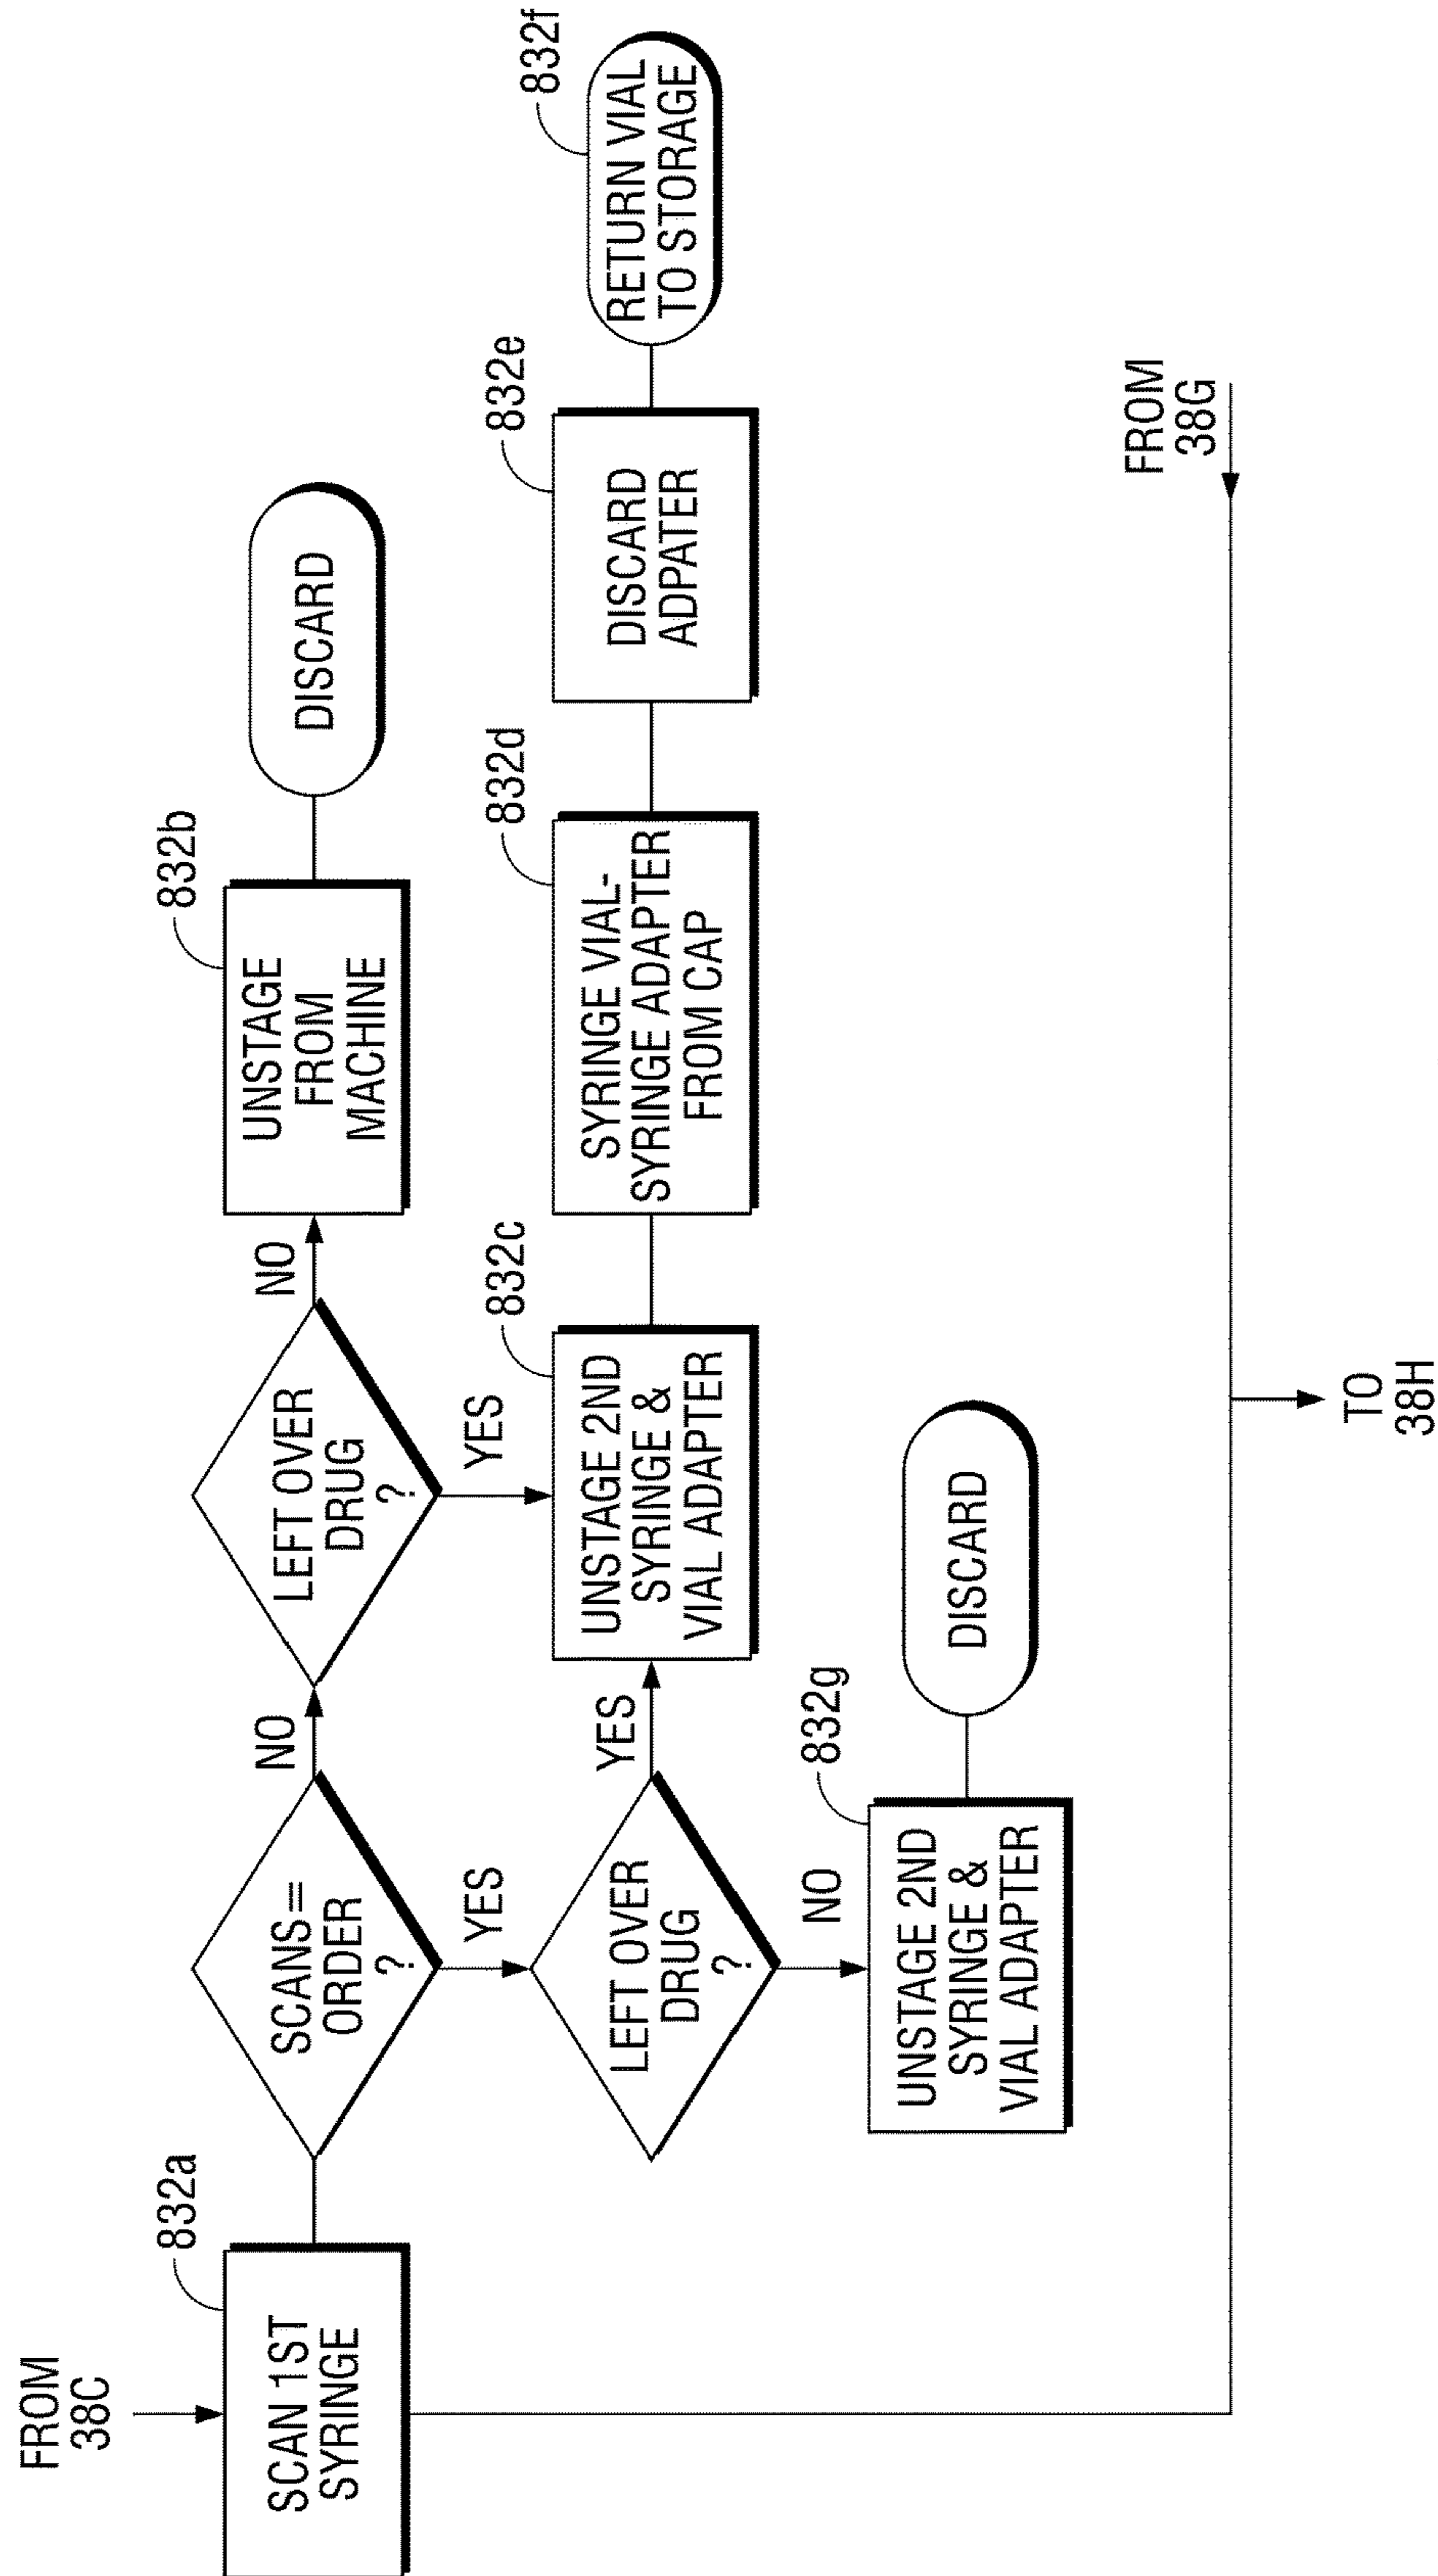 FROM
38C
832a
SCAN 1ST
SYRINGE
SCANS=
ORDER
?
NO
YES
LEFT OVER
DRUG
?
NO
YES
832b
UNSTAGE
FROM
MACHINE
DISCARD
LEFT OVER
DRUG
?
YES
NO
832c
UNSTAGE 2ND
SYRINGE &
VIAL ADAPTER
832d
SYRINGE VIAL-
SYRINGE ADAPTER
FROM CAP
832e
DISCARD
ADPATER
832f
RETURN VIAL
TO STORAGE
832g
UNSTAGE 2ND
SYRINGE &
VIAL ADAPTER
DISCARD
FROM
38G
TO
38H